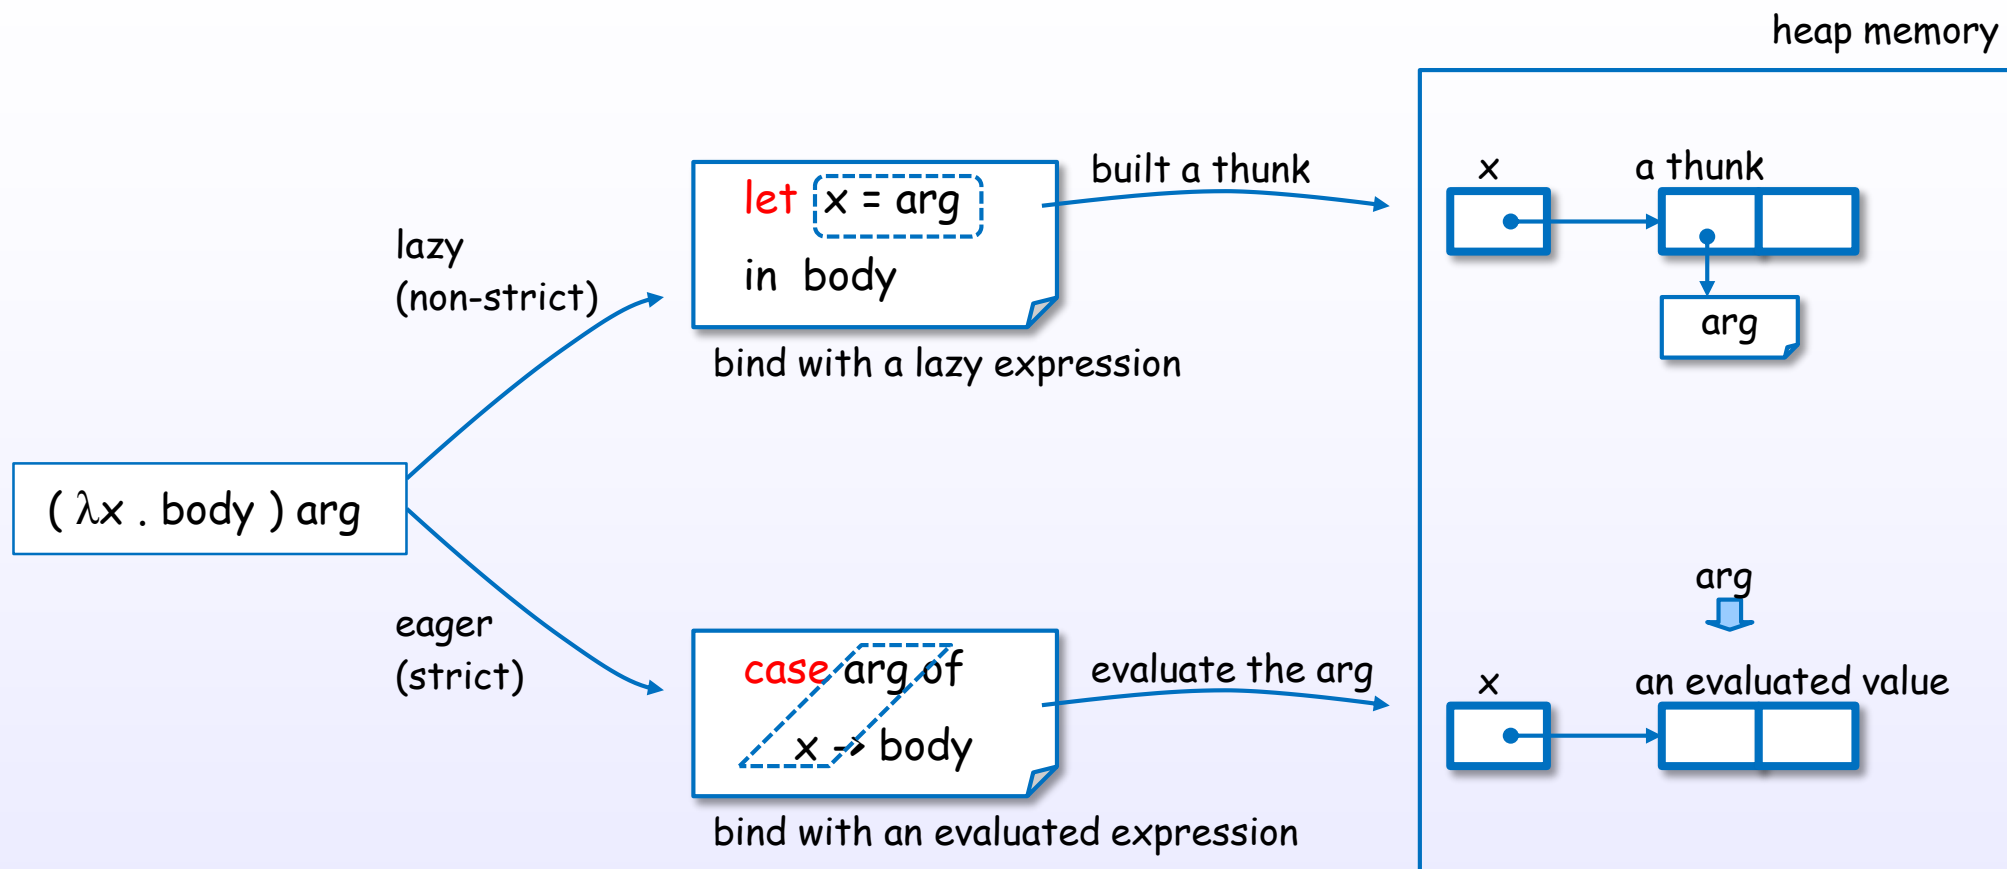 heap memory
let x = arg
in body
built a thunk
x
a thunk
arg
lazy
(non-strict)
bind with a lazy expression
( λx . body ) arg
eager
(strict)
case arg of
x -> body
evaluate the arg
arg
x
an evaluated value
bind with an evaluated expression